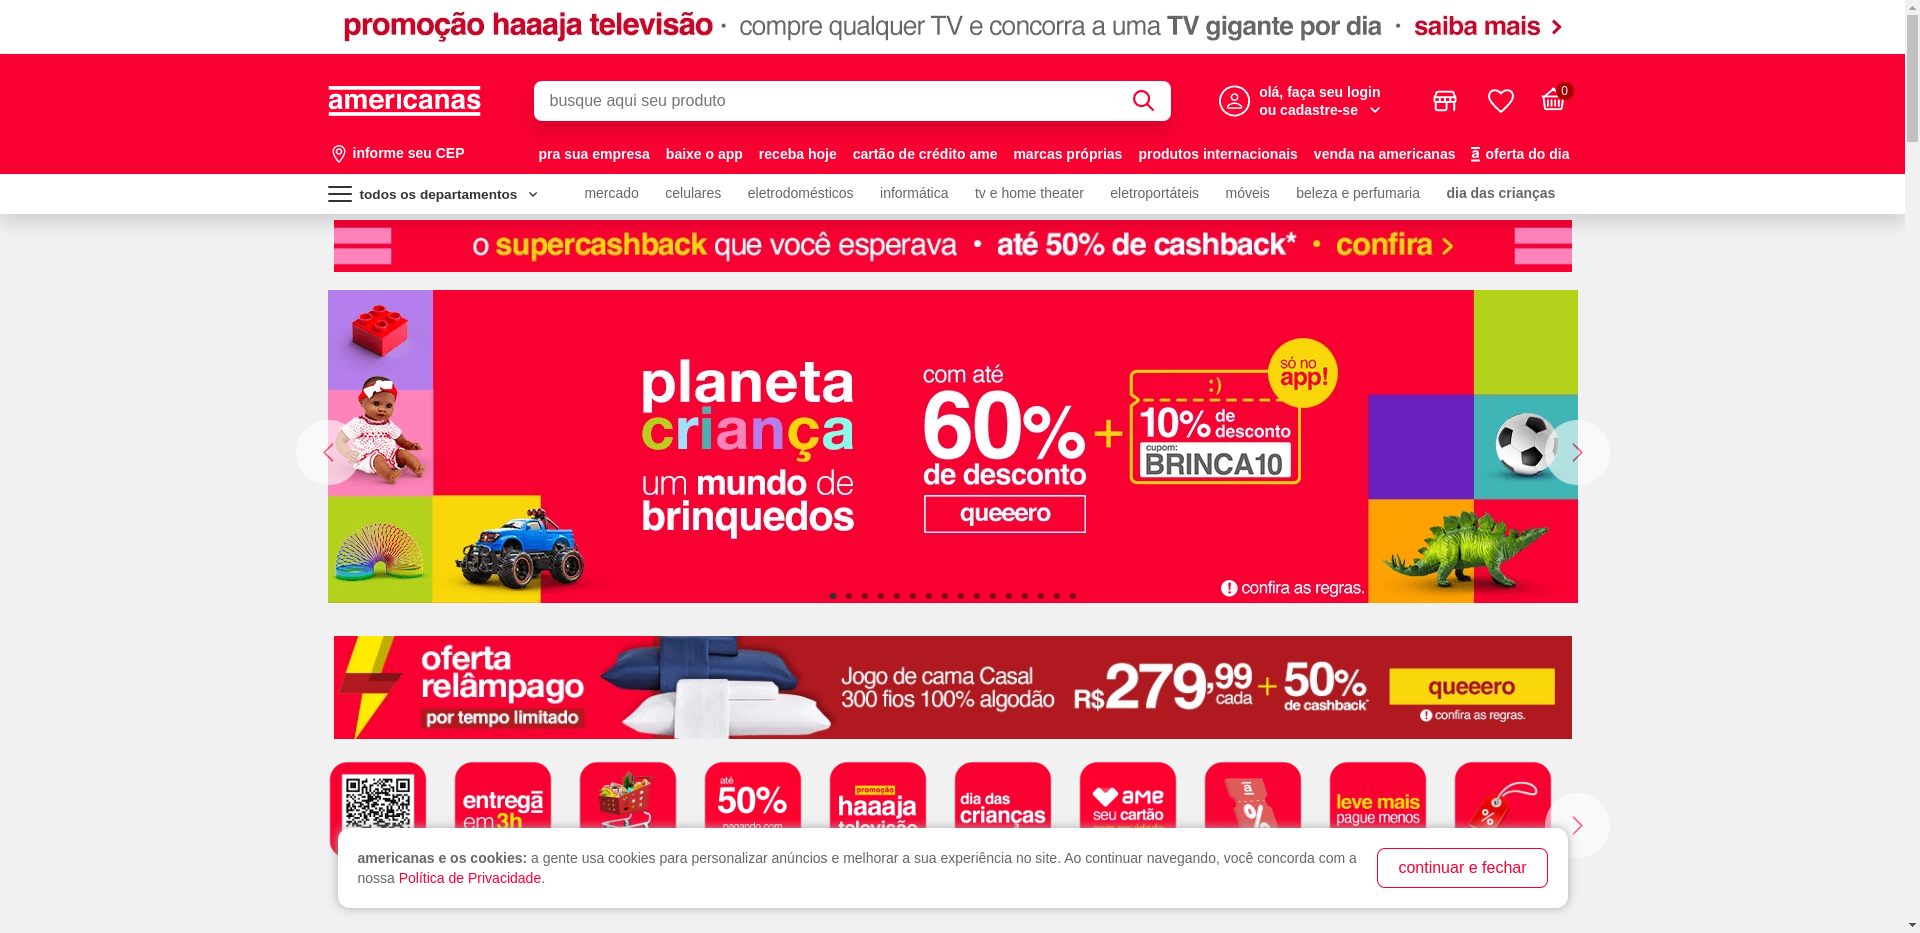 promoção haaaja televisão · compre qualquer TV e concorra a uma TV gigante por dia · saiba mais >
americanas
busque aqui seu produto
olá, faça seu login
ou cadastre-se
0
informe seu CEP
pra sua empresa baixe o app receba hoje cartão de crédito ame marcas próprias produtos internacionais venda na americanas a oferta do dia
todos os departamentos mercado celulares eletrodomésticos informática tv e home theater eletroportáteis móveis beleza e perfumaria dia das crianças
o supercashback que você esperava • até 50% de cashback* • confira >
planeta
criança
um mundo de
brinquedos
com até
60%
de desconto
queeero
+
:)
10% de desconto
cupom:
BRINCA10
só no
app!
! confira as regras.
oferta
relâmpago
por tempo limitado
Jogo de cama Casal
300 fios 100% algodão
R$279,99 cada + 50% de cashback*
queeero
! confira as regras.
entregã
em 3h
até
50%
pagando com
promoção
haaaja
televisão
dia das
crianças
ame
seu cartão
a
%
leve mais
pague menos
%
americanas e os cookies: a gente usa cookies para personalizar anúncios e melhorar a sua experiência no site. Ao continuar navegando, você concorda com a
nossa Política de Privacidade.
continuar e fechar